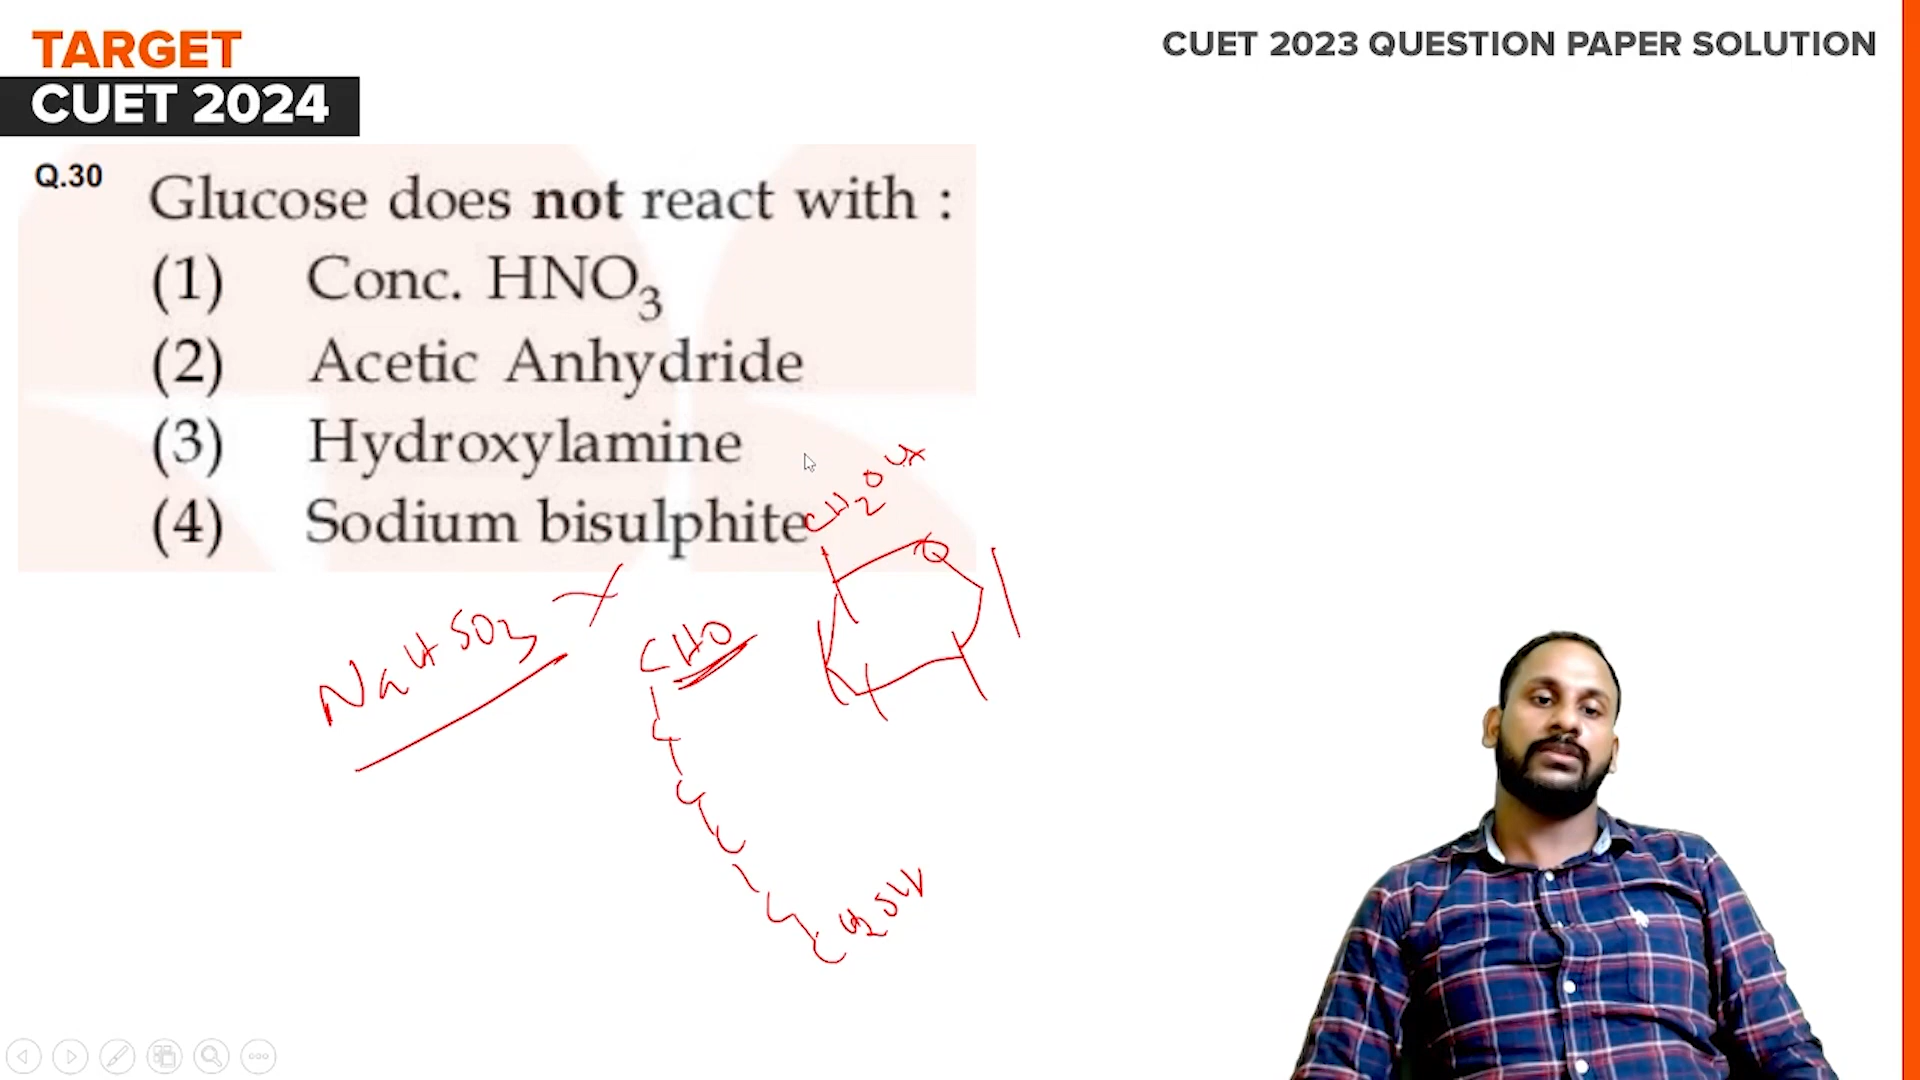 TARGET
CUET 2024
CUET 2023 QUESTION PAPER SOLUTION
Q.30
Glucose does not react with :
(1) Conc. HNO₃
(2) Acetic Anhydride
(3) Hydroxylamine
(4) Sodium bisulphite
CH₂OH
O
NaHSO₃ ×
CHO
C
C
C
C
CH₂OH